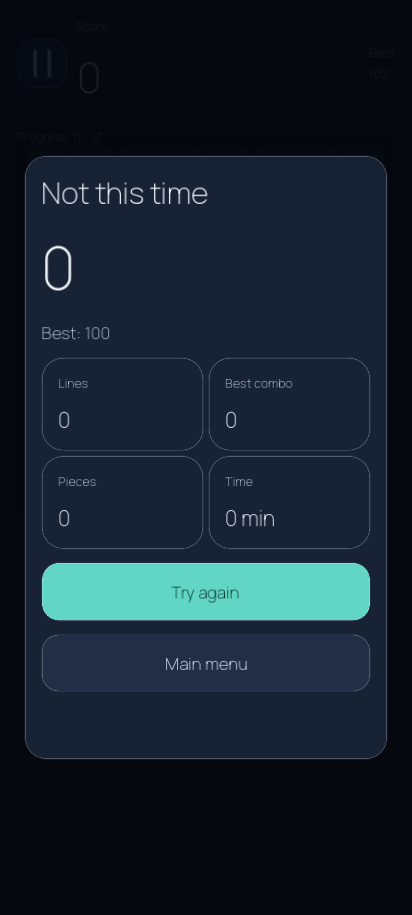 Score
0
Best
100
Progress: 0 / 17
Not this time
0
Best: 100
Lines
0
Best combo
0
Pieces
0
Time
0 min
Try again
Main menu